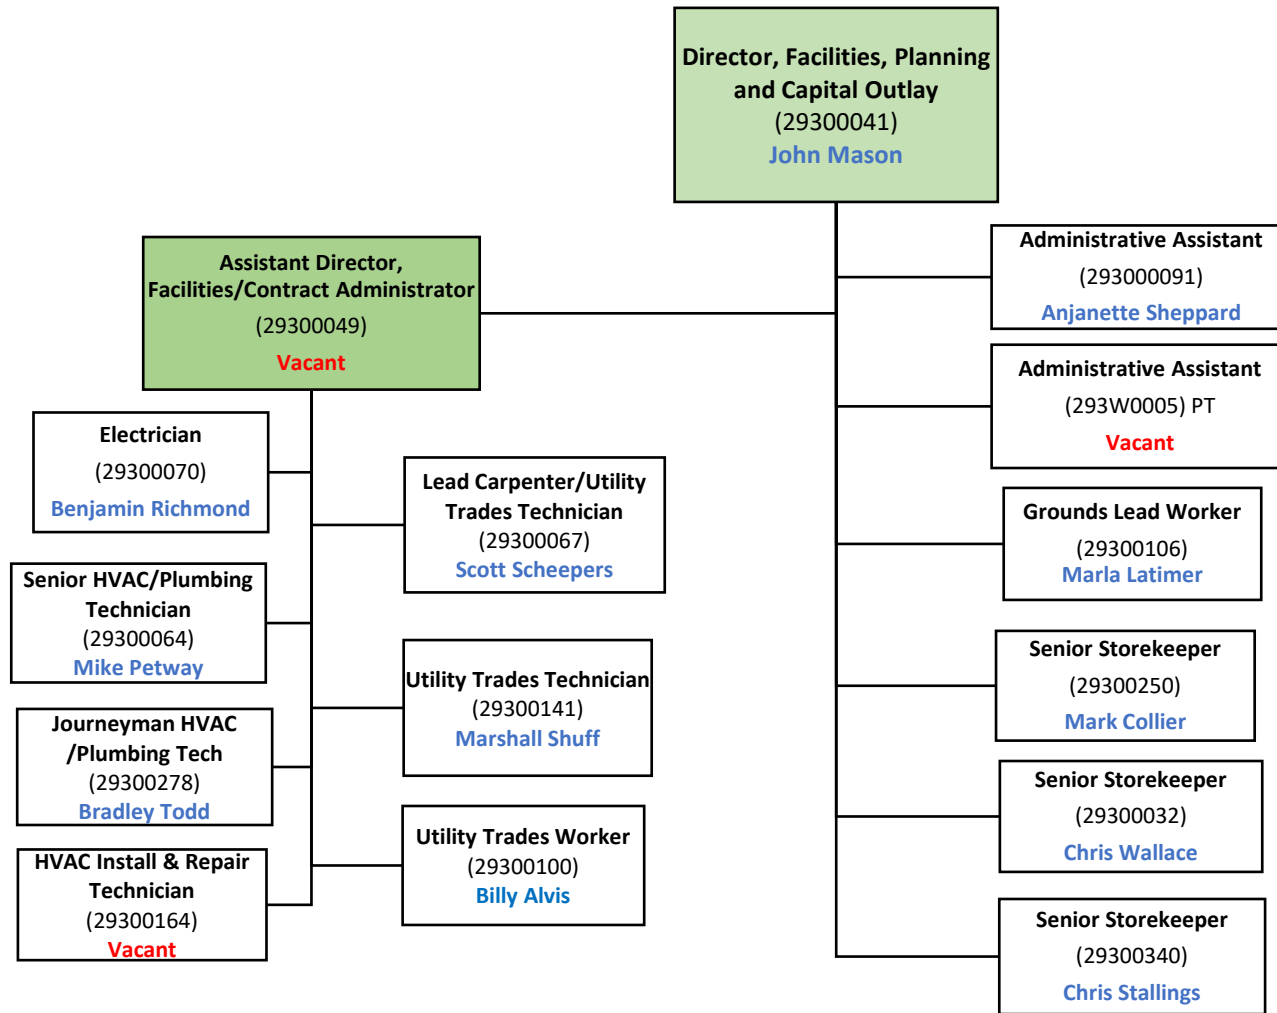 Director, Facilities, Planning
and Capital Outlay
(29300041)
John Mason
Assistant Director,
Facilities/Contract Administrator
(29300049)
Vacant
Electrician
(29300070)
Benjamin Richmond
Senior HVAC/Plumbing
Technician
(29300064)
Mike Petway
Journeyman HVAC
/Plumbing Tech
(29300278)
Bradley Todd
HVAC Install & Repair
Technician
(29300164)
Vacant
Lead Carpenter/Utility
Trades Technician
(29300067)
Scott Scheepers
Utility Trades Technician
(29300141)
Marshall Shuff
Utility Trades Worker
(29300100)
Billy Alvis
Administrative Assistant
(293000091)
Anjanette Sheppard
Administrative Assistant
(293W0005) PT
Vacant
Grounds Lead Worker
(29300106)
Marla Latimer
Senior Storekeeper
(29300250)
Mark Collier
Senior Storekeeper
(29300032)
Chris Wallace
Senior Storekeeper
(29300340)
Chris Stallings